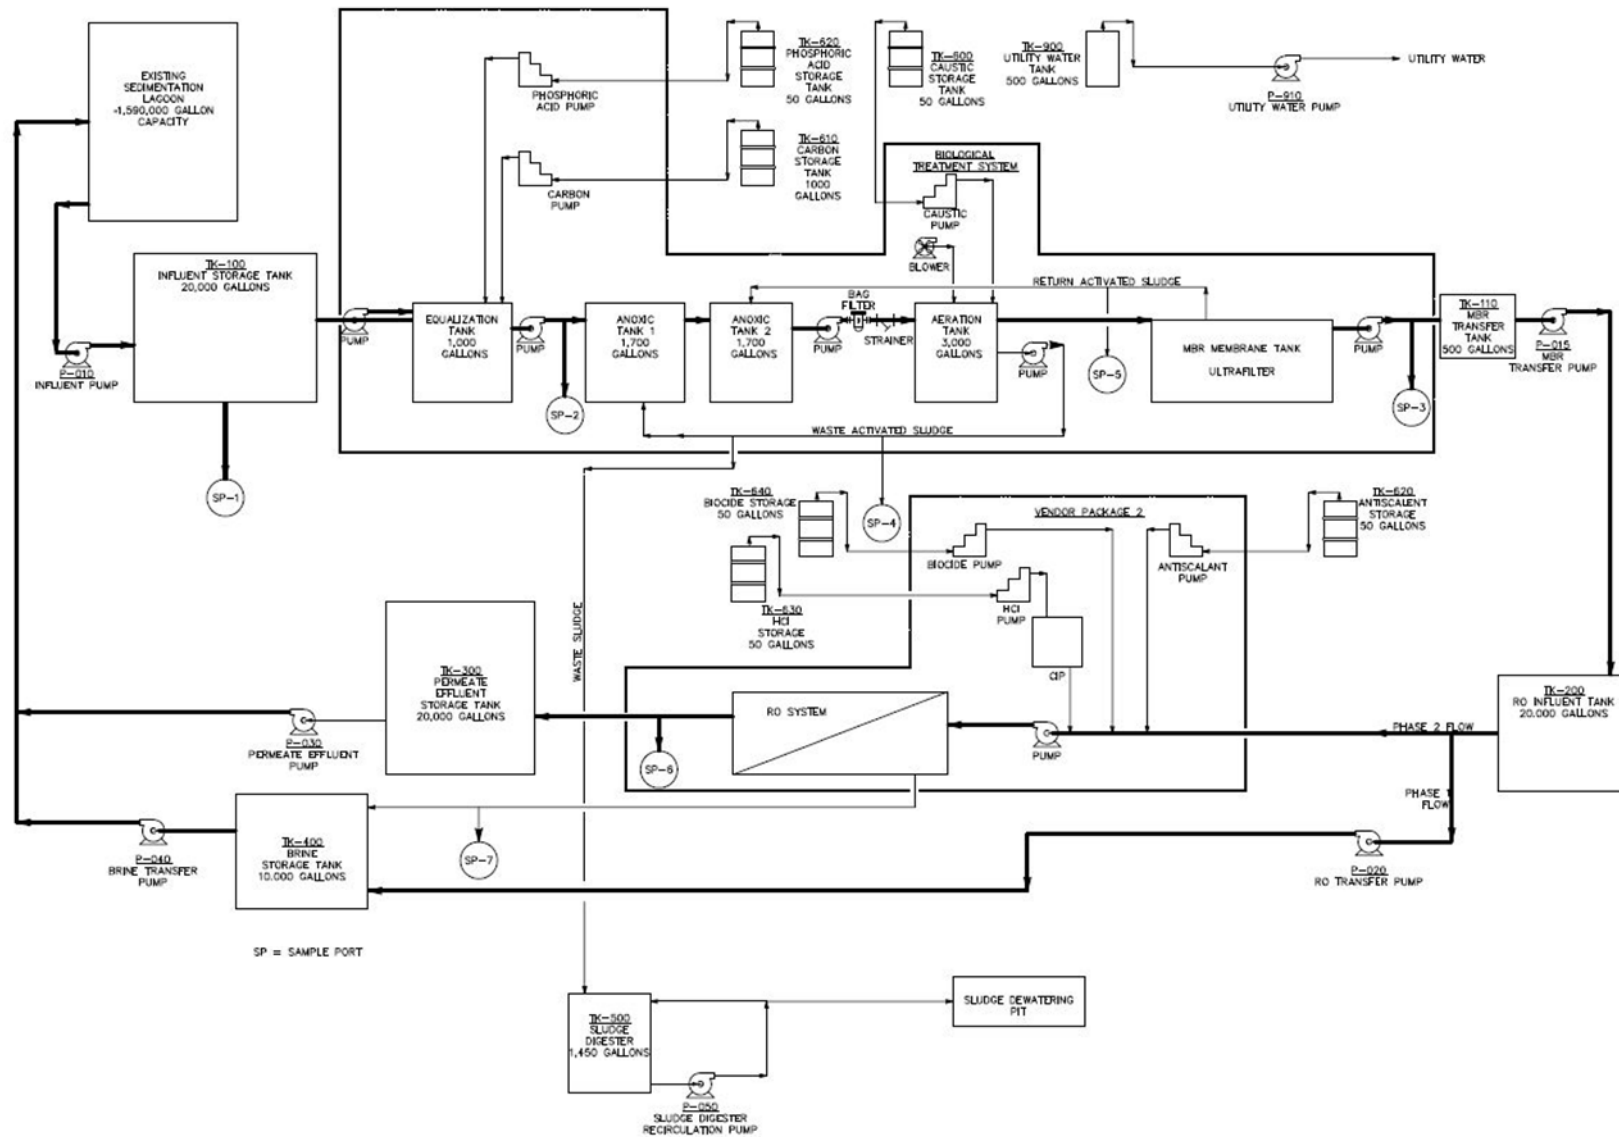 EXISTING
SEDIMENTATION
LAGOON
~1,590,000 GALLON
CAPACITY
TK-620
PHOSPHORIC
ACID
STORAGE
TANK
50 GALLONS
PHOSPHORIC
ACID PUMP
TK-600
CAUSTIC
STORAGE
TANK
50 GALLONS
TK-900
UTILITY WATER
TANK
500 GALLONS
UTILITY WATER
P-910
UTILITY WATER PUMP
TK-610
CARBON
STORAGE
TANK
1000
GALLONS
CARBON
PUMP
BIOLOGICAL
TREATMENT SYSTEM
CAUSTIC
PUMP
BLOWER
TK-100
INFLUENT STORAGE TANK
20,000 GALLONS
P-010
INFLUENT PUMP
SP-1
PUMP
EQUALIZATION
TANK
1,000
GALLONS
PUMP
SP-2
ANOXIC
TANK 1
1,700
GALLONS
ANOXIC
TANK 2
1,700
GALLONS
PUMP
BAG
FILTER
STRAINER
AERATION
TANK
3,000
GALLONS
PUMP
RETURN ACTIVATED SLUDGE
SP-5
MBR MEMBRANE TANK
ULTRAFILTER
PUMP
SP-3
TK-110
MBR
TRANSFER
TANK
500 GALLONS
P-015
MBR
TRANSFER PUMP
WASTE ACTIVATED SLUDGE
SP-4
TK-640
BIOCIDE STORAGE
50 GALLONS
BIOCIDE PUMP
VENDOR PACKAGE 2
TK-620
ANTISCALENT
STORAGE
50 GALLONS
ANTISCALANT
PUMP
TK-630
HCl
STORAGE
50 GALLONS
HCl
PUMP
CIP
WASTE SLUDGE
TK-300
PERMEATE
EFFLUENT
STORAGE TANK
20,000 GALLONS
P-030
PERMEATE EFFLUENT
PUMP
SP-6
RO SYSTEM
PUMP
PHASE 2 FLOW
TK-200
RO INFLUENT TANK
20,000 GALLONS
PHASE 1
FLOW
P-020
RO TRANSFER PUMP
TK-400
BRINE
STORAGE TANK
10,000 GALLONS
P-040
BRINE TRANSFER
PUMP
SP-7
SP = SAMPLE PORT
TK-500
SLUDGE
DIGESTER
1,450 GALLONS
P-050
SLUDGE DIGESTER
RECIRCULATION PUMP
SLUDGE DEWATERING
PIT